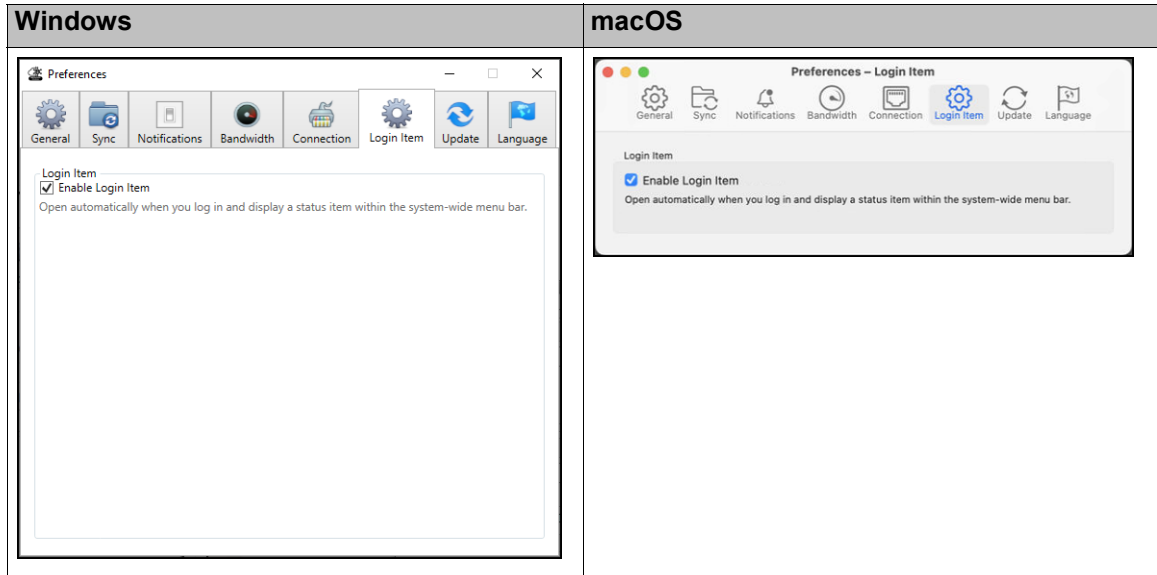 Windows
macOS
Preferences
General Sync Notifications Bandwidth Connection Login Item Update Language
Login Item
Enable Login Item
Open automatically when you log in and display a status item within the system-wide menu bar.
Preferences – Login Item
General Sync Notifications Bandwidth Connection Login Item Update Language
Login Item
Enable Login Item
Open automatically when you log in and display a status item within the system-wide menu bar.